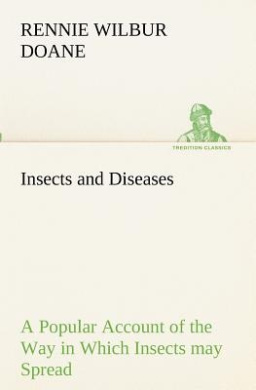 RENNIE WILBUR
DOANE
TREDITION CLASSICS
Insects and Diseases
A Popular Account of the
Way in Which Insects may
Spread